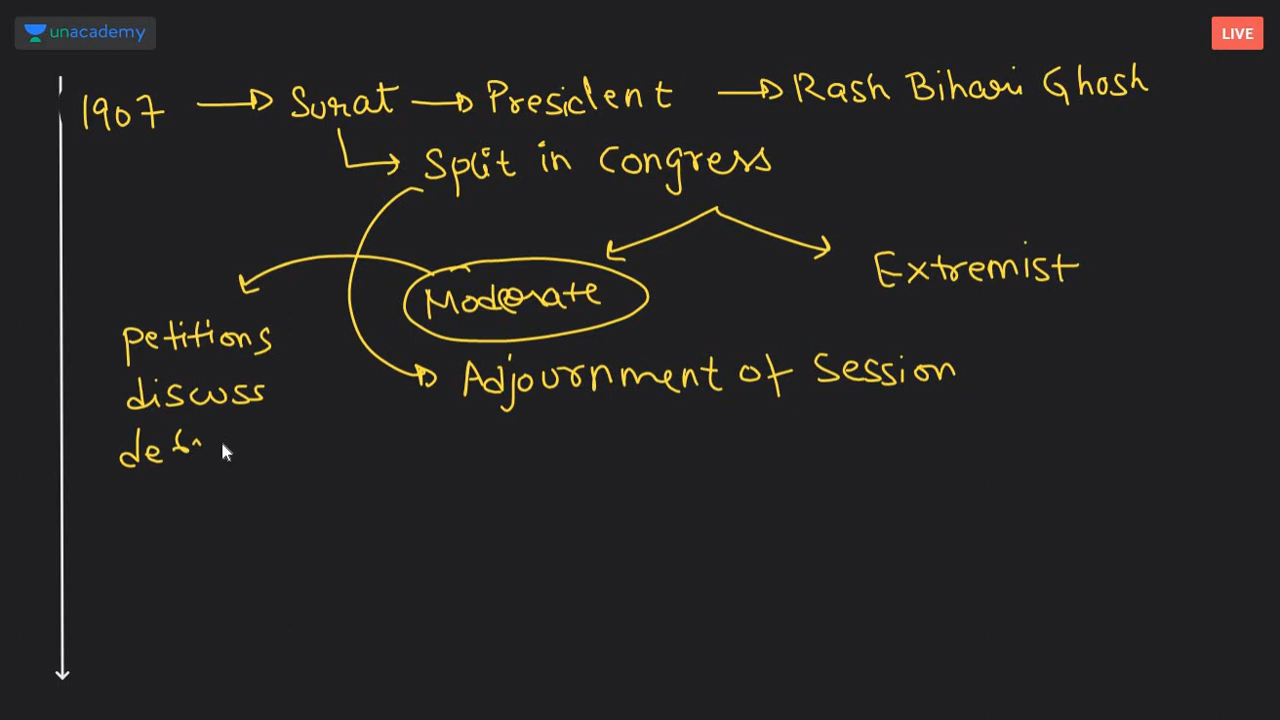 unacademy
LIVE
1907 → Surat → President → Rash Bihari Ghosh
Split in Congress
Moderate
Extremist
petitions
Adjournment of Session
discuss